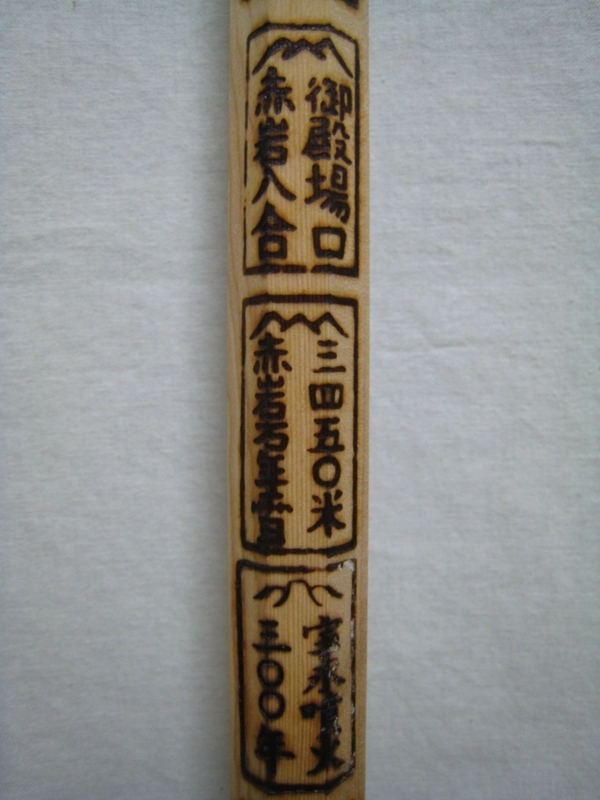 御殿場口
赤岩八合
三四五〇米
赤岩
宝永噴火
三〇〇年